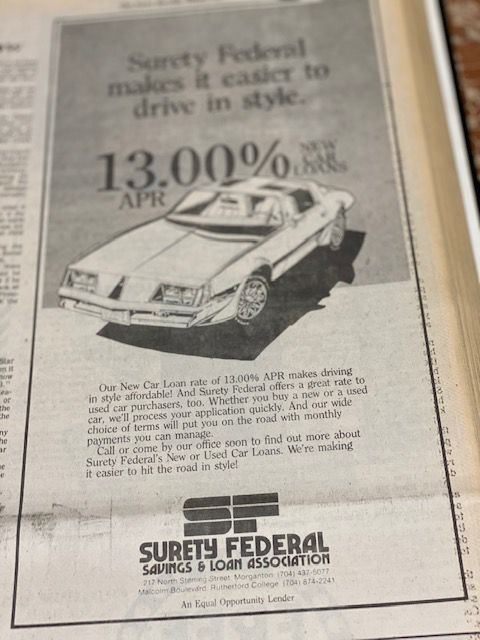 Surety Federal
makes it easier to
drive in style.
13.00%
APR
NEW
CAR
LOANS
Our New Car Loan rate of 13.00% APR makes driving
in style affordable! And Surety Federal offers a great rate to
used car purchasers, too. Whether you buy a new or a used
car, we'll process your application quickly. And our wide
choice of terms will put you on the road with monthly
payments you can manage.
Call or come by our office soon to find out more about
Surety Federal's New or Used Car Loans. We're making
it easier to hit the road in style!
SF
SURETY FEDERAL
SAVINGS & LOAN ASSOCIATION
217 North Sterling Street, Morganton (704) 437-5077
Malcolm Boulevard, Rutherford College (704) 874-2241
An Equal Opportunity Lender